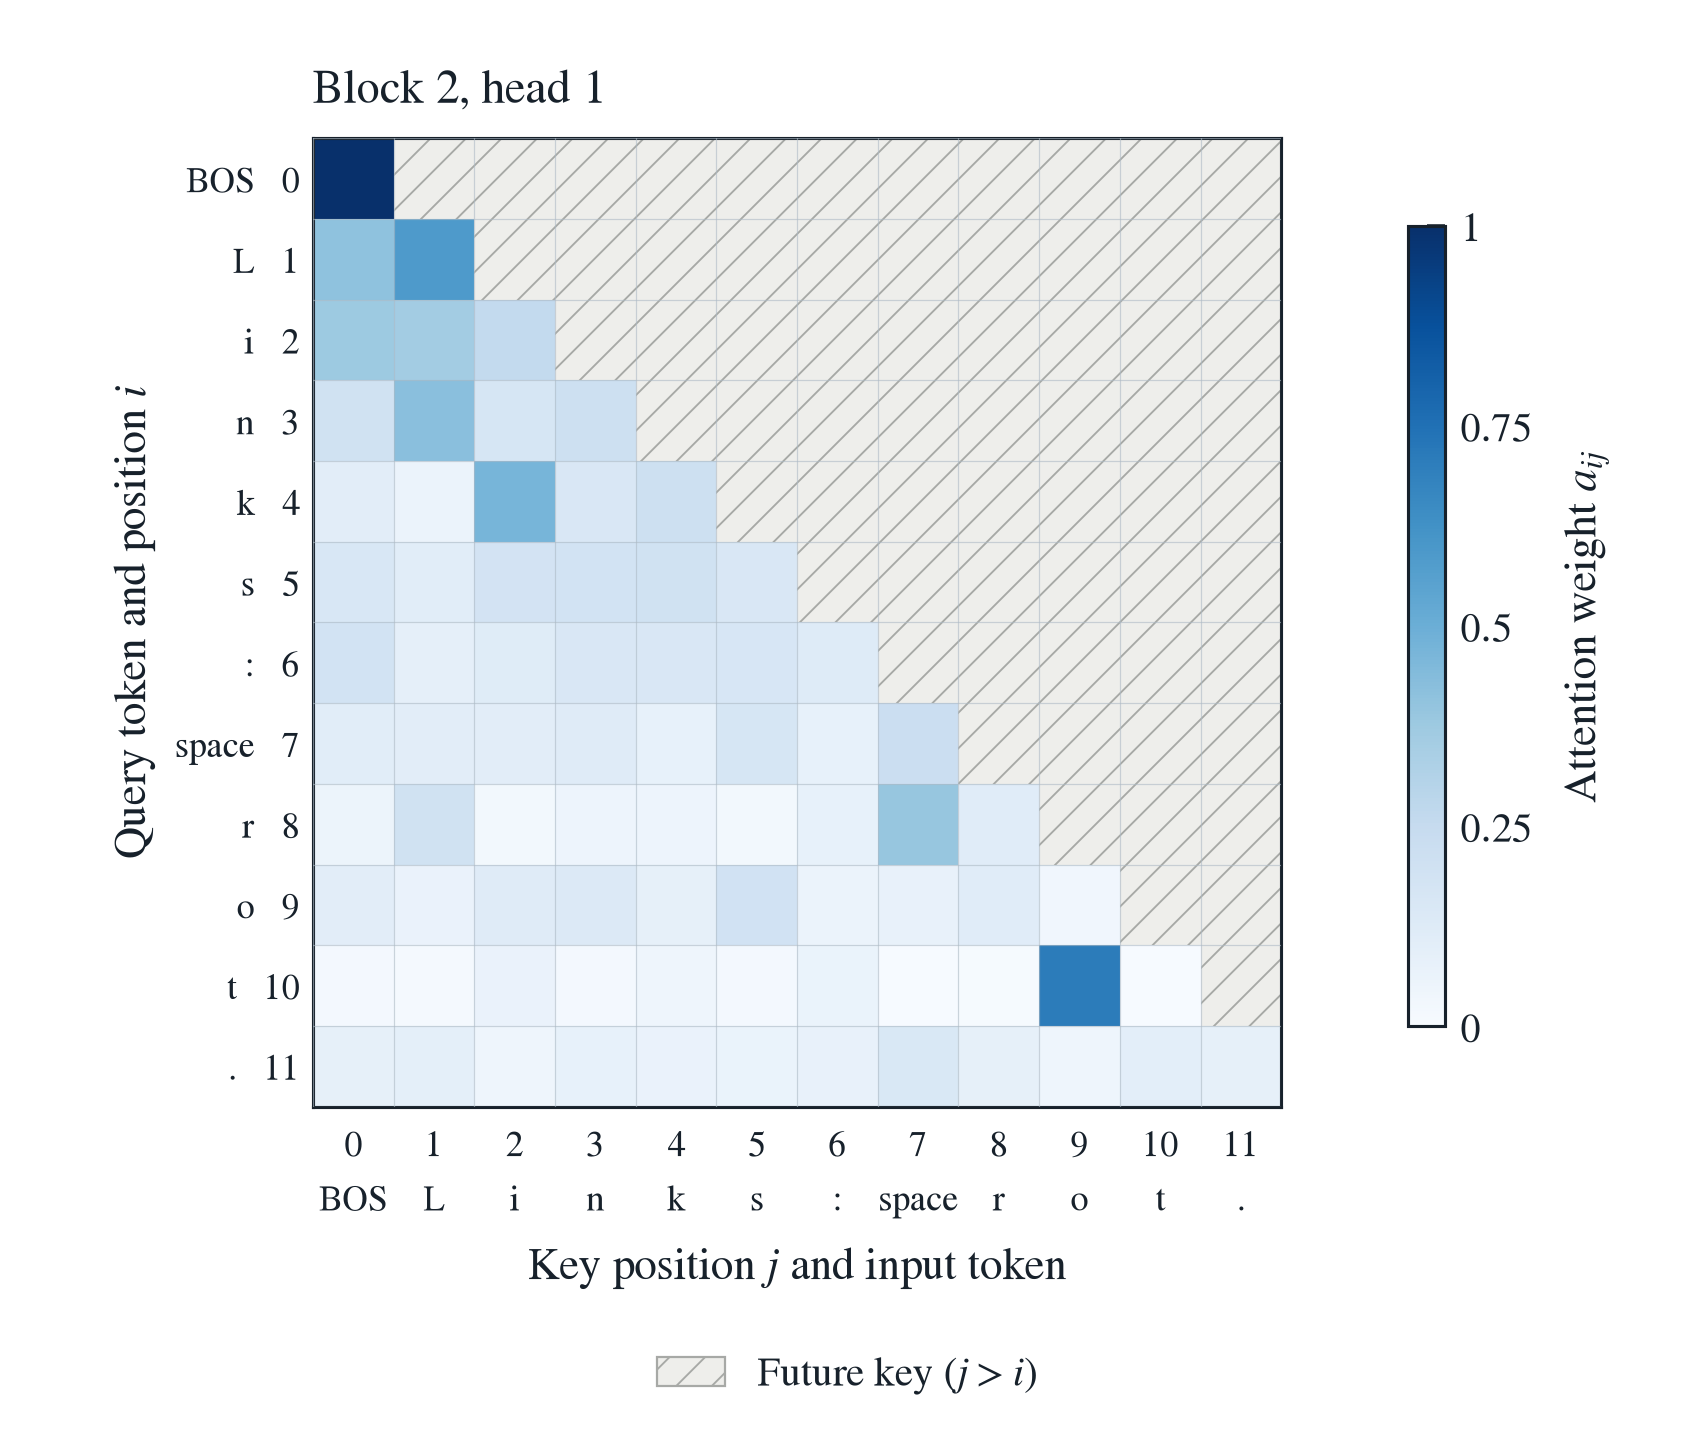 Block 2, head 1
BOS 0
L 1
i 2
n 3
k 4
s 5
: 6
space 7
r 8
o 9
t 10
. 11
Query token and position i
0 1 2 3 4 5 6 7 8 9 10 11
BOS L i n k s : space r o t .
Key position j and input token
Future key (j > i)
1
0.75
0.5
0.25
0
Attention weight a_ij